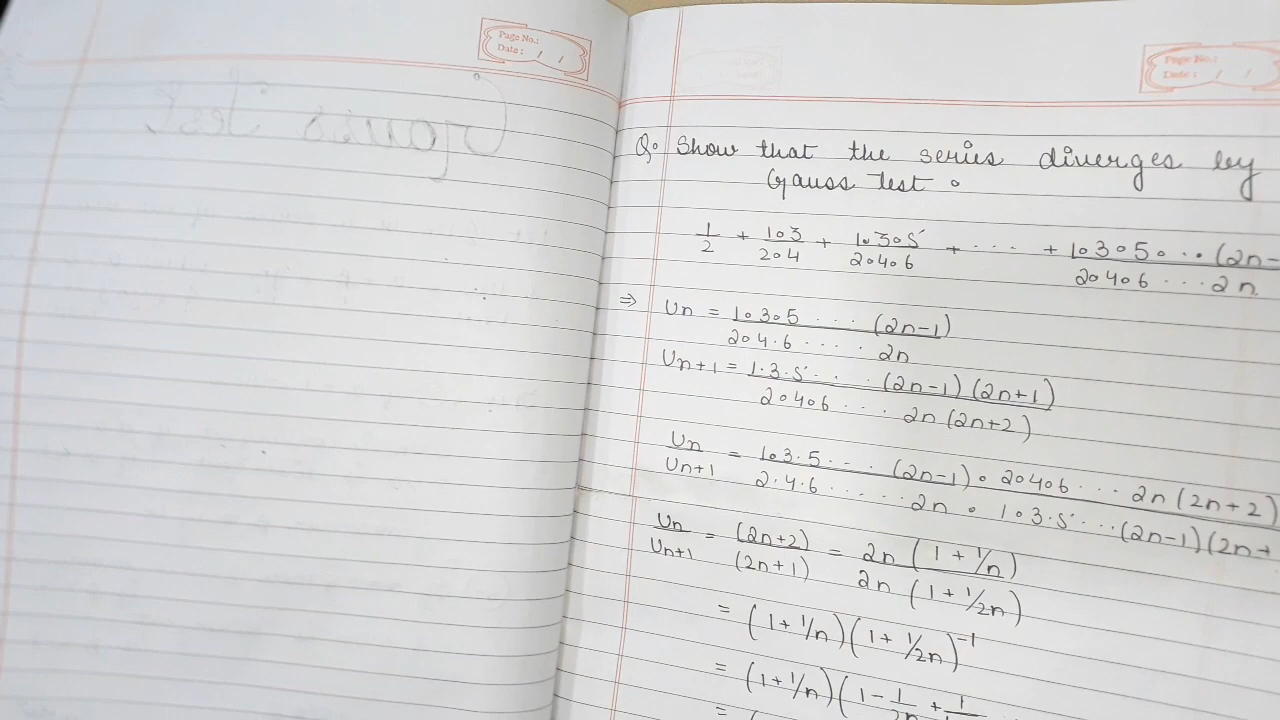 Page No.:
Date : / /
Page No.:
Date : / /
Q. Show that the series diverges by
Gauss test.
1/2 + 1.3/2.4 + 1.3.5/2.4.6 + ... + 1.3.5...(2n-/2.4.6...2n
⇒ Un = 1.3.5...(2n-1)/2.4.6....2n
Un+1 = 1.3.5...(2n-1)(2n+1)/2.4.6...2n(2n+2)
Un/Un+1 = 1.3.5...(2n-1).2.4.6...2n(2n+2)/2.4.6.....2n.1.3.5...(2n-1)(2n+
Un/Un+1 = (2n+2)/(2n+1) = 2n(1+1/n)/2n(1+1/2n)
= (1+1/n)(1+1/2n)^-1
= (1+1/n)(1-1/2n+1/
= (